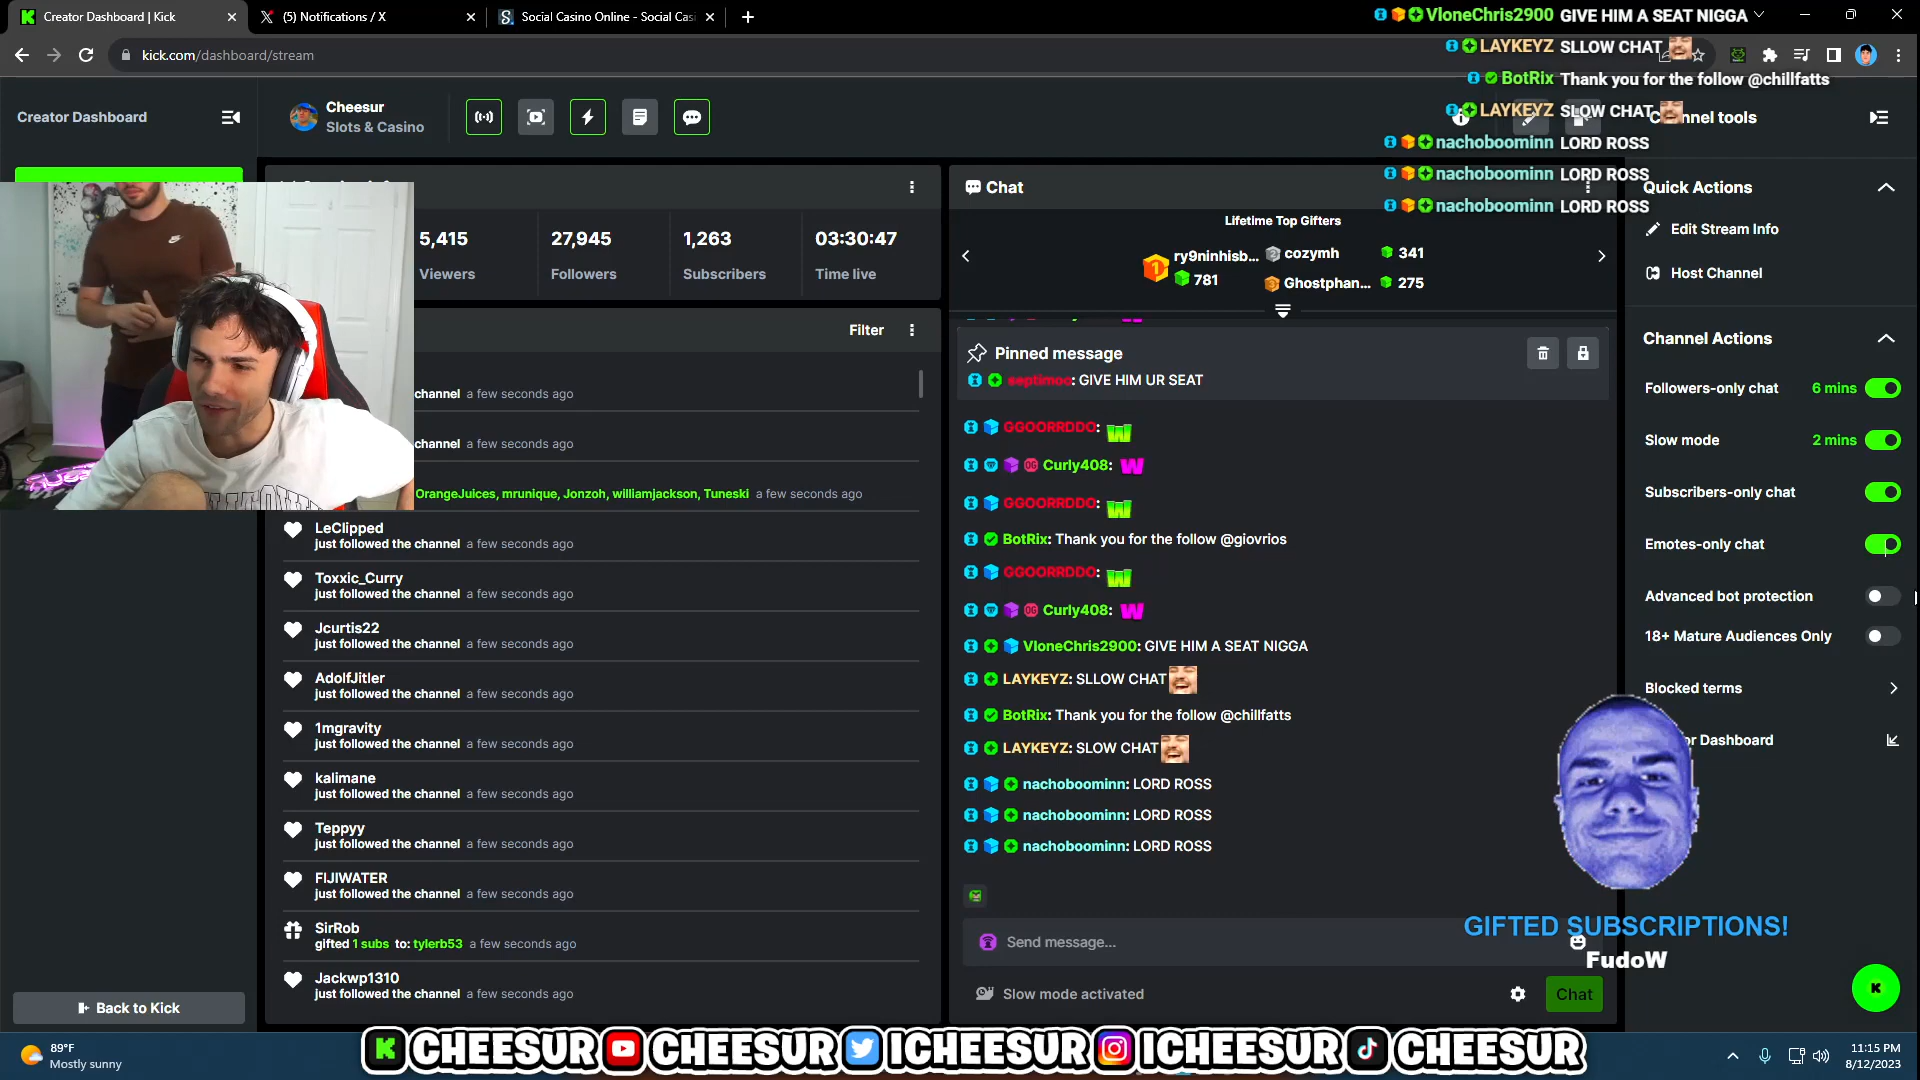 Creator Dashboard | Kick
(5) Notifications / X
Social Casino Online - Social Cas
kick.com/dashboard/stream
VloneChris2900 GIVE HIM A SEAT NIGGA
LAYKEYZ SLLOW CHAT
BotRix Thank you for the follow @chillfatts
LAYKEYZ SLOW CHAT
nachoboominn LORD ROSS
nachoboominn LORD ROSS
nachoboominn LORD ROSS
Creator Dashboard
Cheesur
Slots & Casino
tools
5,415
Viewers
27,945
Followers
1,263
Subscribers
03:30:47
Time live
Filter
channel a few seconds ago
channel a few seconds ago
OrangeJuices, mrunique, Jonzoh, williamjackson, Tuneski a few seconds ago
LeClipped
just followed the channel a few seconds ago
Toxxic_Curry
just followed the channel a few seconds ago
Jcurtis22
just followed the channel a few seconds ago
AdolfJitler
just followed the channel a few seconds ago
1mgravity
just followed the channel a few seconds ago
kalimane
just followed the channel a few seconds ago
Teppyy
just followed the channel a few seconds ago
FIJIWATER
just followed the channel a few seconds ago
SirRob
gifted 1 subs to: tylerb53 a few seconds ago
Jackwp1310
just followed the channel a few seconds ago
Back to Kick
Chat
Lifetime Top Gifters
1 ry9ninhisb...
781
2 cozymh 341
3 Ghostphan... 275
Pinned message
septimoo: GIVE HIM UR SEAT
GGOORRDDO: W
OG Curly408: W
GGOORRDDO: W
BotRix: Thank you for the follow @giovrios
GGOORRDDO: W
OG Curly408: W
VloneChris2900: GIVE HIM A SEAT NIGGA
LAYKEYZ: SLLOW CHAT
BotRix: Thank you for the follow @chillfatts
LAYKEYZ: SLOW CHAT
nachoboominn: LORD ROSS
nachoboominn: LORD ROSS
nachoboominn: LORD ROSS
Send message...
Slow mode activated
Chat
Quick Actions
Edit Stream Info
Host Channel
Channel Actions
Followers-only chat 6 mins
Slow mode 2 mins
Subscribers-only chat
Emotes-only chat
Advanced bot protection
18+ Mature Audiences Only
Blocked terms
Dashboard
GIFTED SUBSCRIPTIONS!
FudoW
K
89°F
Mostly sunny
K CHEESUR CHEESUR ICHEESUR ICHEESUR CHEESUR
11:15 PM
8/12/2023